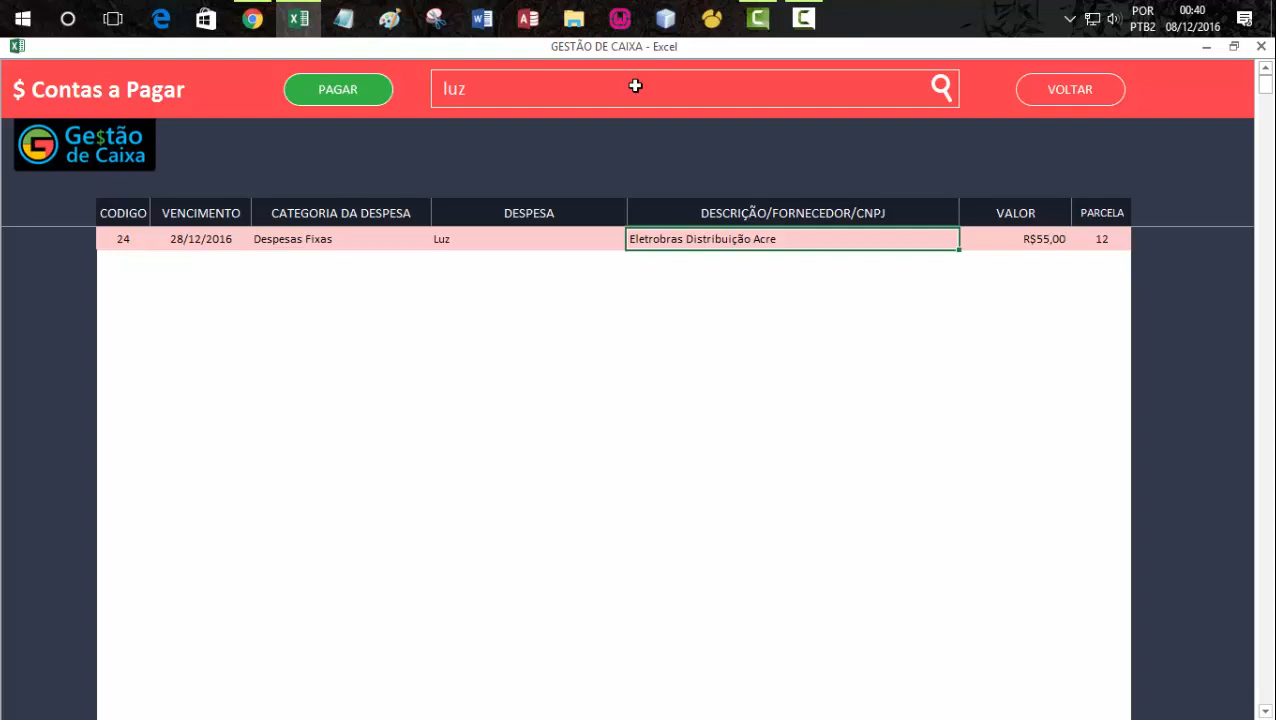 POR
00:40
PTB2
08/12/2016
GESTÃO DE CAIXA - Excel
$ Contas a Pagar
PAGAR
luz
VOLTAR
Ge$tão
de Caixa
CODIGO VENCIMENTO CATEGORIA DA DESPESA DESPESA DESCRIÇÃO/FORNECEDOR/CNPJ VALOR PARCELA
24 28/12/2016 Despesas Fixas Luz Eletrobras Distribuição Acre R$55,00 12